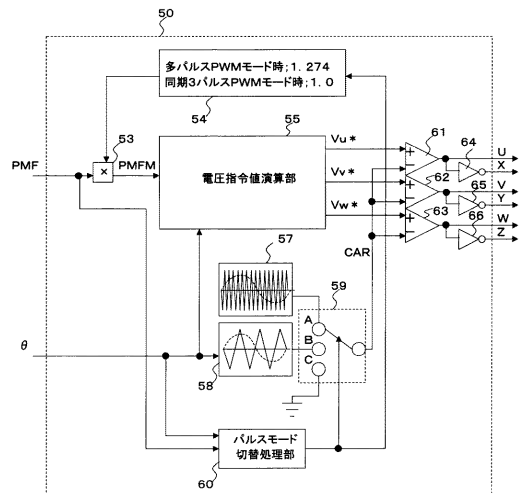 50
多パルスPWMモード時;1.274
同期3パルスPWMモード時;1.0
54
53
×
PMF
PMFM
55
電圧指令値演算部
Vu*
Vv*
Vw*
61
62
63
64
65
66
U
X
V
Y
W
Z
CAR
57
58
59
A
B
C
θ
パルスモード
切替処理部
60